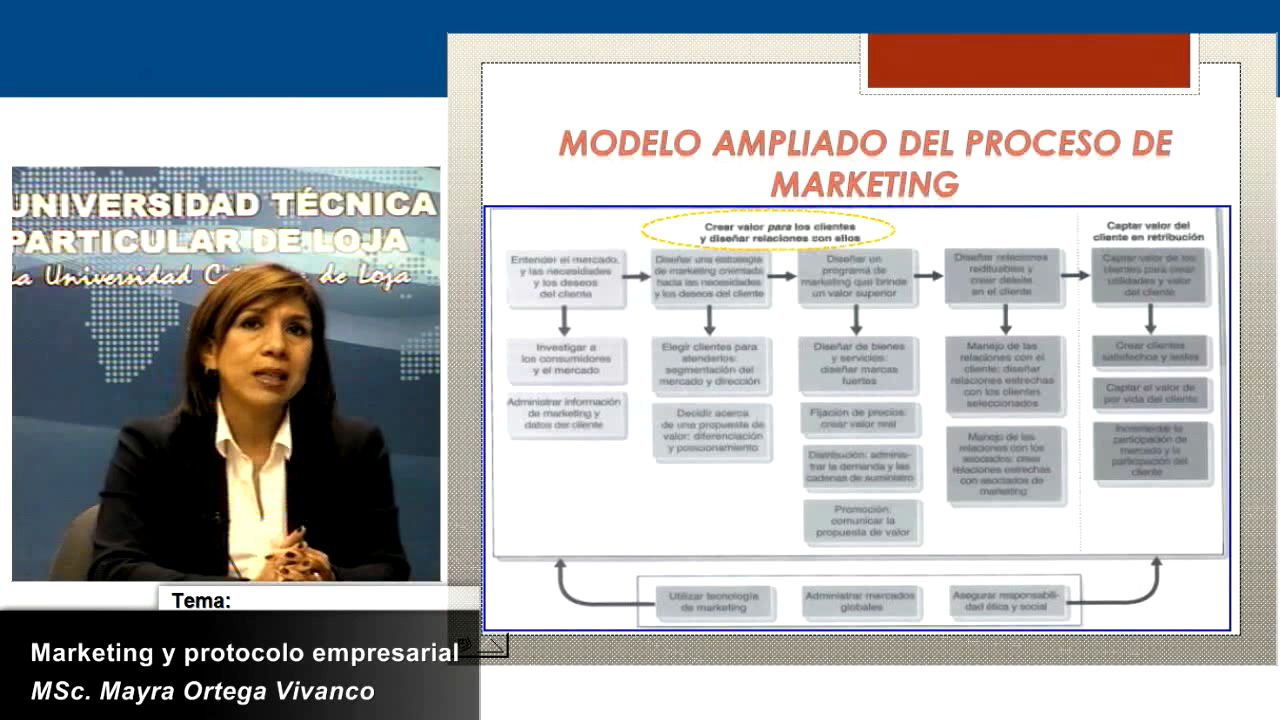 UNIVERSIDAD TÉCNICA
PARTICULAR DE LOJA
La Universidad de Loja
Tema:
Marketing y protocolo empresarial
MSc. Mayra Ortega Vivanco
MODELO AMPLIADO DEL PROCESO DE
MARKETING
Crear valor para los clientes
y diseñar relaciones con ellos
Captar valor del
cliente en retribución
Entender el mercado,
y las necesidades
y los deseos
del cliente
Diseñar una estrategia
de marketing orientada
hacia las necesidades
y los deseos del cliente
Diseñar un
programa de
marketing que brinde
un valor superior
Diseñar relaciones
redituables y
crear deleite
en el cliente
Captar valor de los
clientes para crear
utilidades y valor
del cliente
Investigar a
los consumidores
y el mercado
Administrar información
de marketing y
datos del cliente
Elegir clientes para
atenderlos:
segmentación del
mercado y dirección
Decidir acerca
de una propuesta de
valor: diferenciación
y posicionamiento
Diseñar de bienes
y servicios:
diseñar marcas
fuertes
Fijación de precios:
crear valor real
Distribución: adminis-
trar la demanda y las
cadenas de suministro
Promoción:
comunicar la
propuesta de valor
Manejo de las
relaciones con el
cliente: diseñar
relaciones estrechas
con los clientes
seleccionados
Manejo de las
relaciones con los
asociados: crear
relaciones estrechas
con asociados de
marketing
Crear clientes
satisfechos y leales
Captar el valor de
por vida del cliente
Incrementar la
participación de
mercado y la
participación del
cliente
Utilizar tecnología
de marketing
Administrar mercados
globales
Asegurar responsabili-
dad ética y social